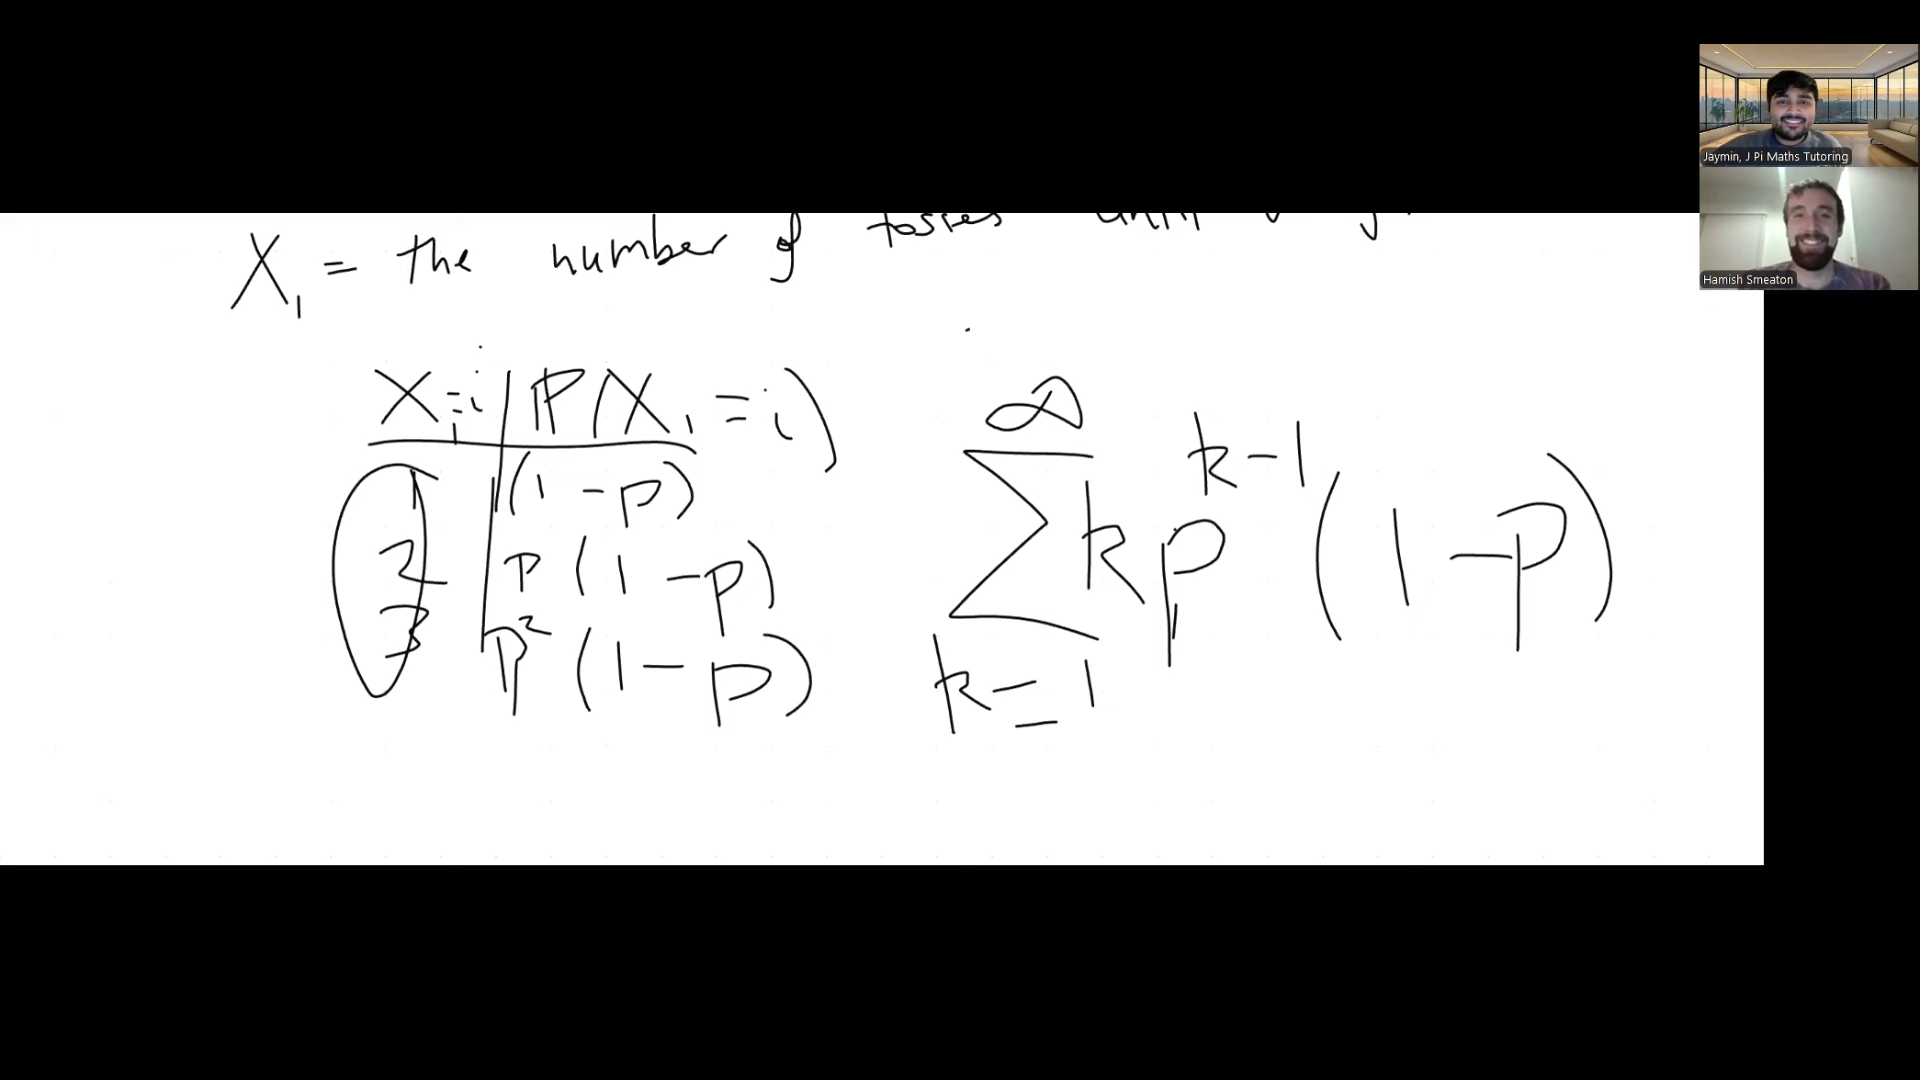 Jaymin, J Pi Maths Tutoring
Hamish Smeaton
X₁ = the number of tosses until
X₁=i | ℙ(X₁ = i)
1 | (1-p)
2 | p(1-p)
3 | p²(1-p)
∞
∑ k p^{k-1} (1-p)
k=1